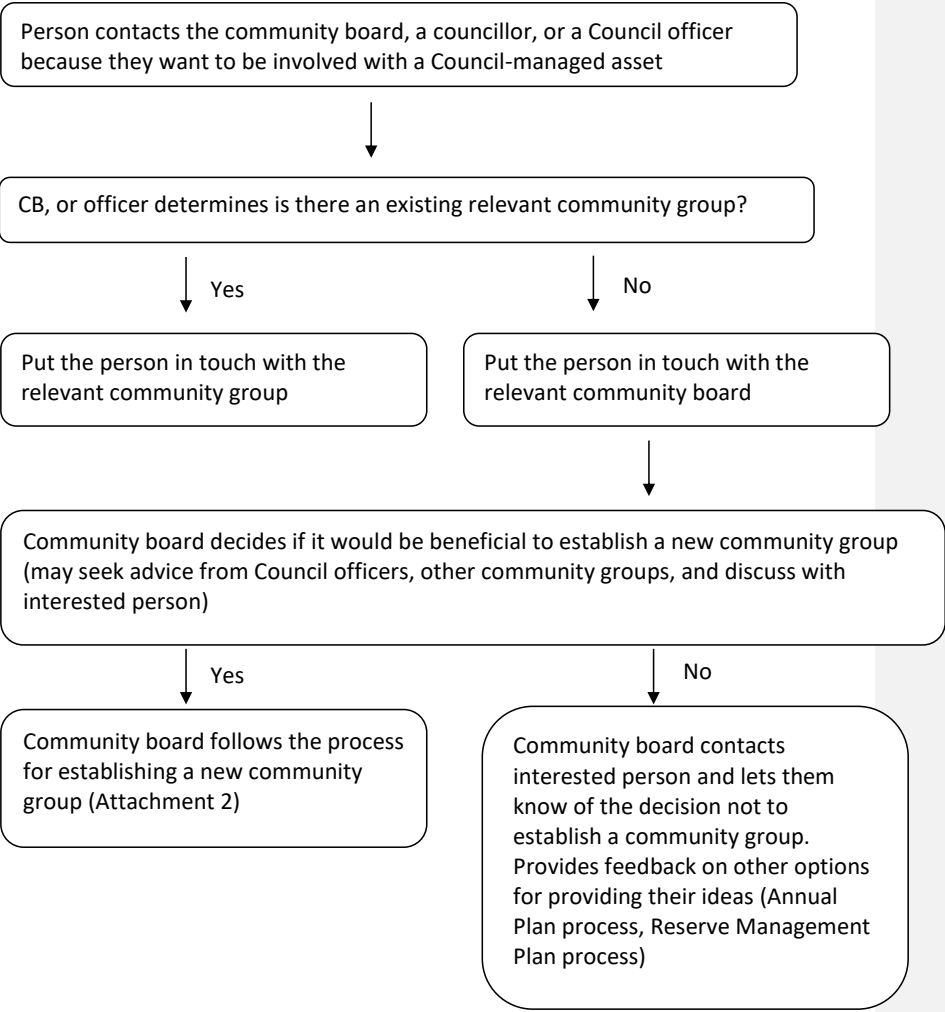 Person contacts the community board, a councillor, or a Council officer
because they want to be involved with a Council-managed asset
CB, or officer determines is there an existing relevant community group?
Yes
No
Put the person in touch with the
relevant community group
Put the person in touch with the
relevant community board
Community board decides if it would be beneficial to establish a new community group
(may seek advice from Council officers, other community groups, and discuss with
interested person)
Yes
No
Community board follows the process
for establishing a new community
group (Attachment 2)
Community board contacts
interested person and lets them
know of the decision not to
establish a community group.
Provides feedback on other options
for providing their ideas (Annual
Plan process, Reserve Management
Plan process)